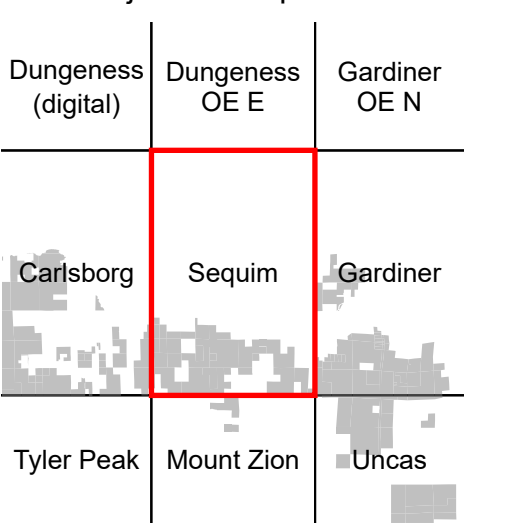 Dungeness
(digital)
Dungeness
OE E
Gardiner
OE N
Carlsborg
Sequim
Gardiner
Tyler Peak
Mount Zion
Uncas